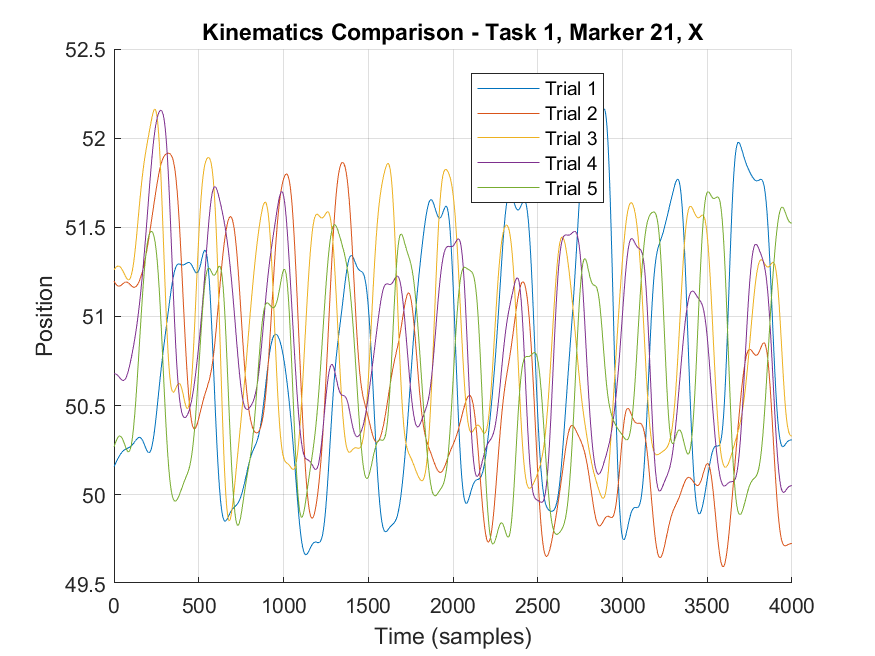 Kinematics Comparison - Task 1, Marker 21, X
52.5
52
51.5
51
50.5
50
49.5
Position
Trial 1
Trial 2
Trial 3
Trial 4
Trial 5
0 500 1000 1500 2000 2500 3000 3500 4000
Time (samples)